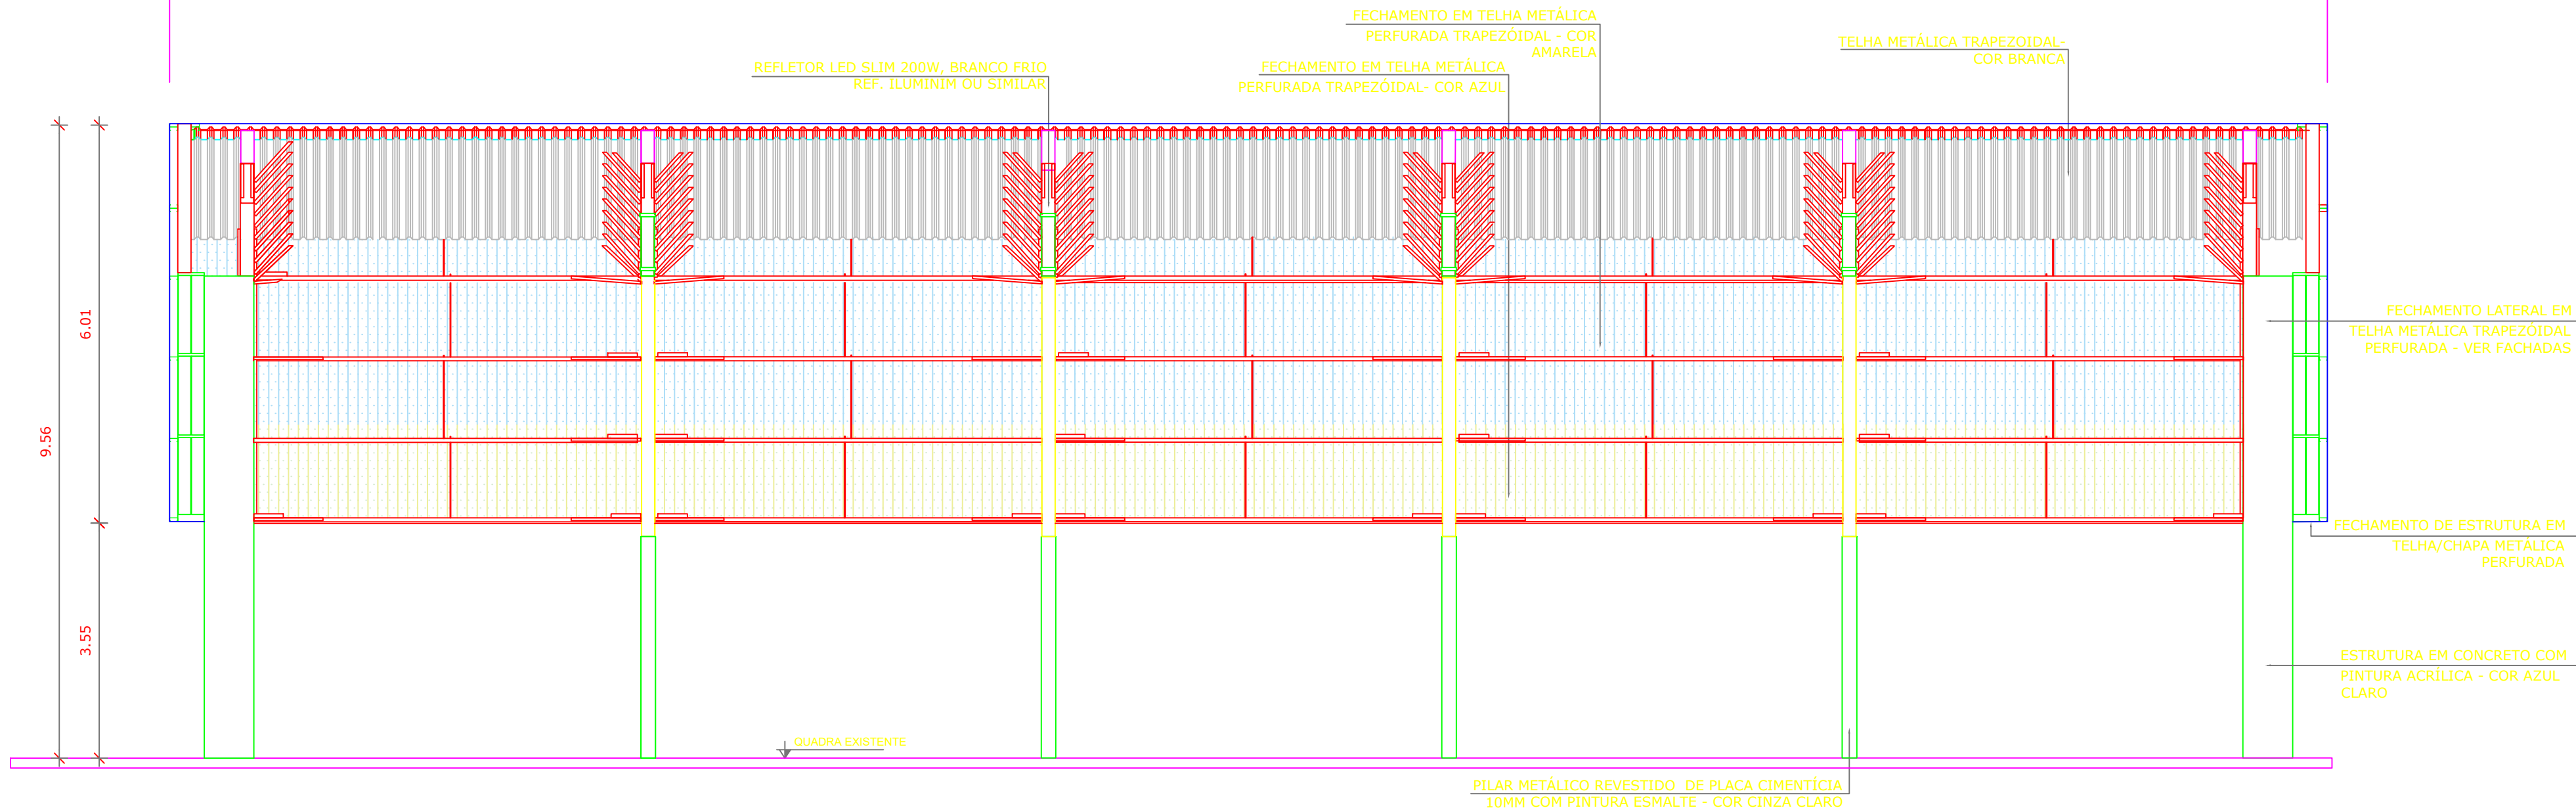 FECHAMENTO EM TELHA METÁLICA
PERFURADA TRAPEZÓIDAL - COR
AMARELA
TELHA METÁLICA TRAPEZOIDAL-
COR BRANCA
REFLETOR LED SLIM 200W, BRANCO FRIO
REF. ILUMINIM OU SIMILAR
FECHAMENTO EM TELHA METÁLICA
PERFURADA TRAPEZÓIDAL- COR AZUL
6.01
9.56
3.55
FECHAMENTO LATERAL EM
TELHA METÁLICA TRAPEZÓIDAL
PERFURADA - VER FACHADAS
FECHAMENTO DE ESTRUTURA EM
TELHA/CHAPA METÁLICA
PERFURADA
ESTRUTURA EM CONCRETO COM
PINTURA ACRÍLICA - COR AZUL
CLARO
QUADRA EXISTENTE
PILAR METÁLICO REVESTIDO DE PLACA CIMENTÍCIA
10MM COM PINTURA ESMALTE - COR CINZA CLARO